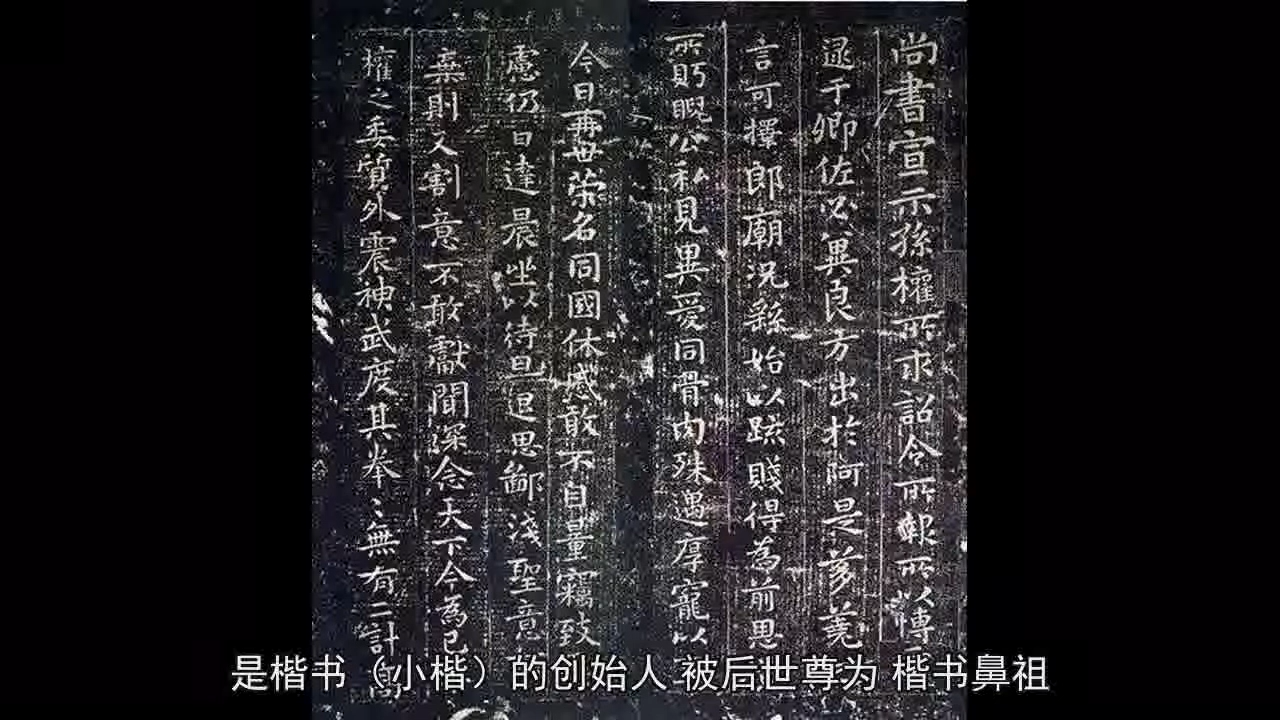 尚書宣示孫權所求詔令所報所以博示
逮于卿佐必冀良方出於阿是芻蕘
言可擇郎廟況繇始以疏賤得為前恩
所䀛睨公私見異愛同骨肉殊遇厚寵以
今日再世榮名同國休慼敢不自量竊致
慮仍日達晨坐以待旦退思鄙淺聖意
棄則又割意不敢獻聞深念天下今為已
權之委質外震神武度其拳〻無有二計高
是楷书（小楷）的创始人 被后世尊为 楷书鼻祖